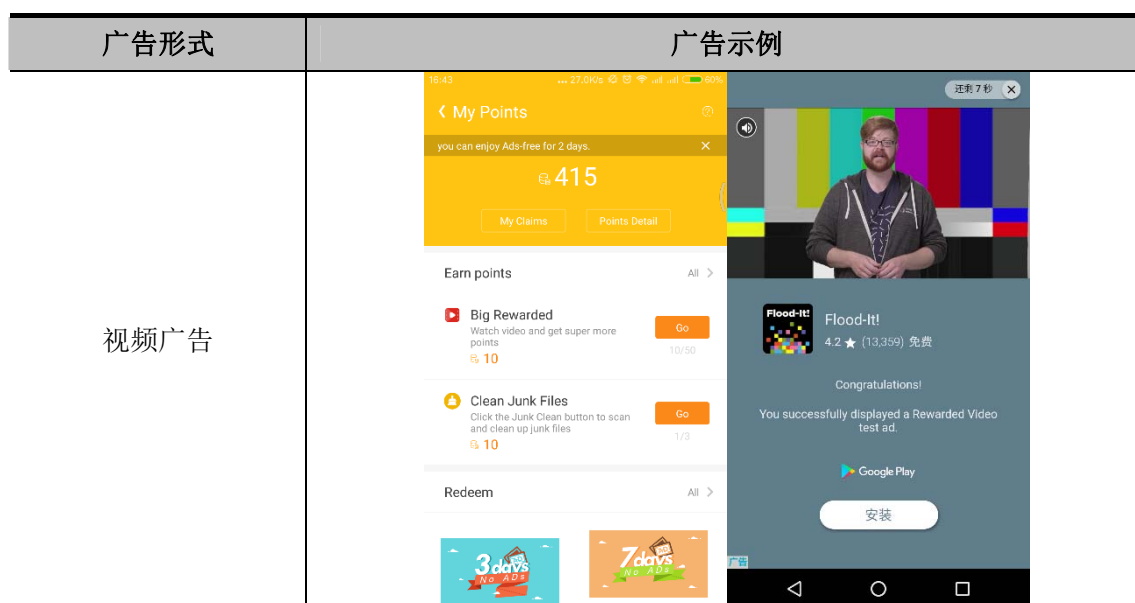 广告形式
广告示例
视频广告
16:43
... 27.0K/s
60%
My Points
you can enjoy Ads-free for 2 days.
415
My Claims
Points Detail
Earn points
All
Big Rewarded
Watch video and get super more
points
10
Go
10/50
Clean Junk Files
Click the Junk Clean button to scan
and clean up junk files
10
Go
1/3
Redeem
All
3 days
No ADs
7days
No ADs
还剩 7 秒
Flood-It!
Flood-It!
4.2 ★ (13,359) 免费
Congratulations!
You successfully displayed a Rewarded Video
test ad.
Google Play
安装
广告